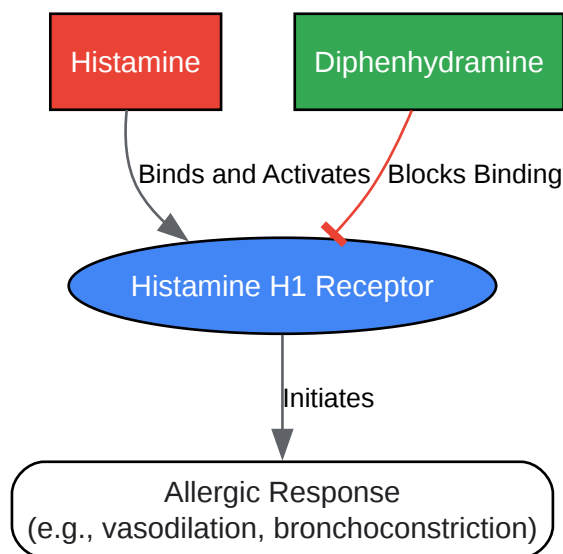 Histamine
Diphenhydramine
Binds and Activates
Blocks Binding
Histamine H1 Receptor
Initiates
Allergic Response
(e.g., vasodilation, bronchoconstriction)